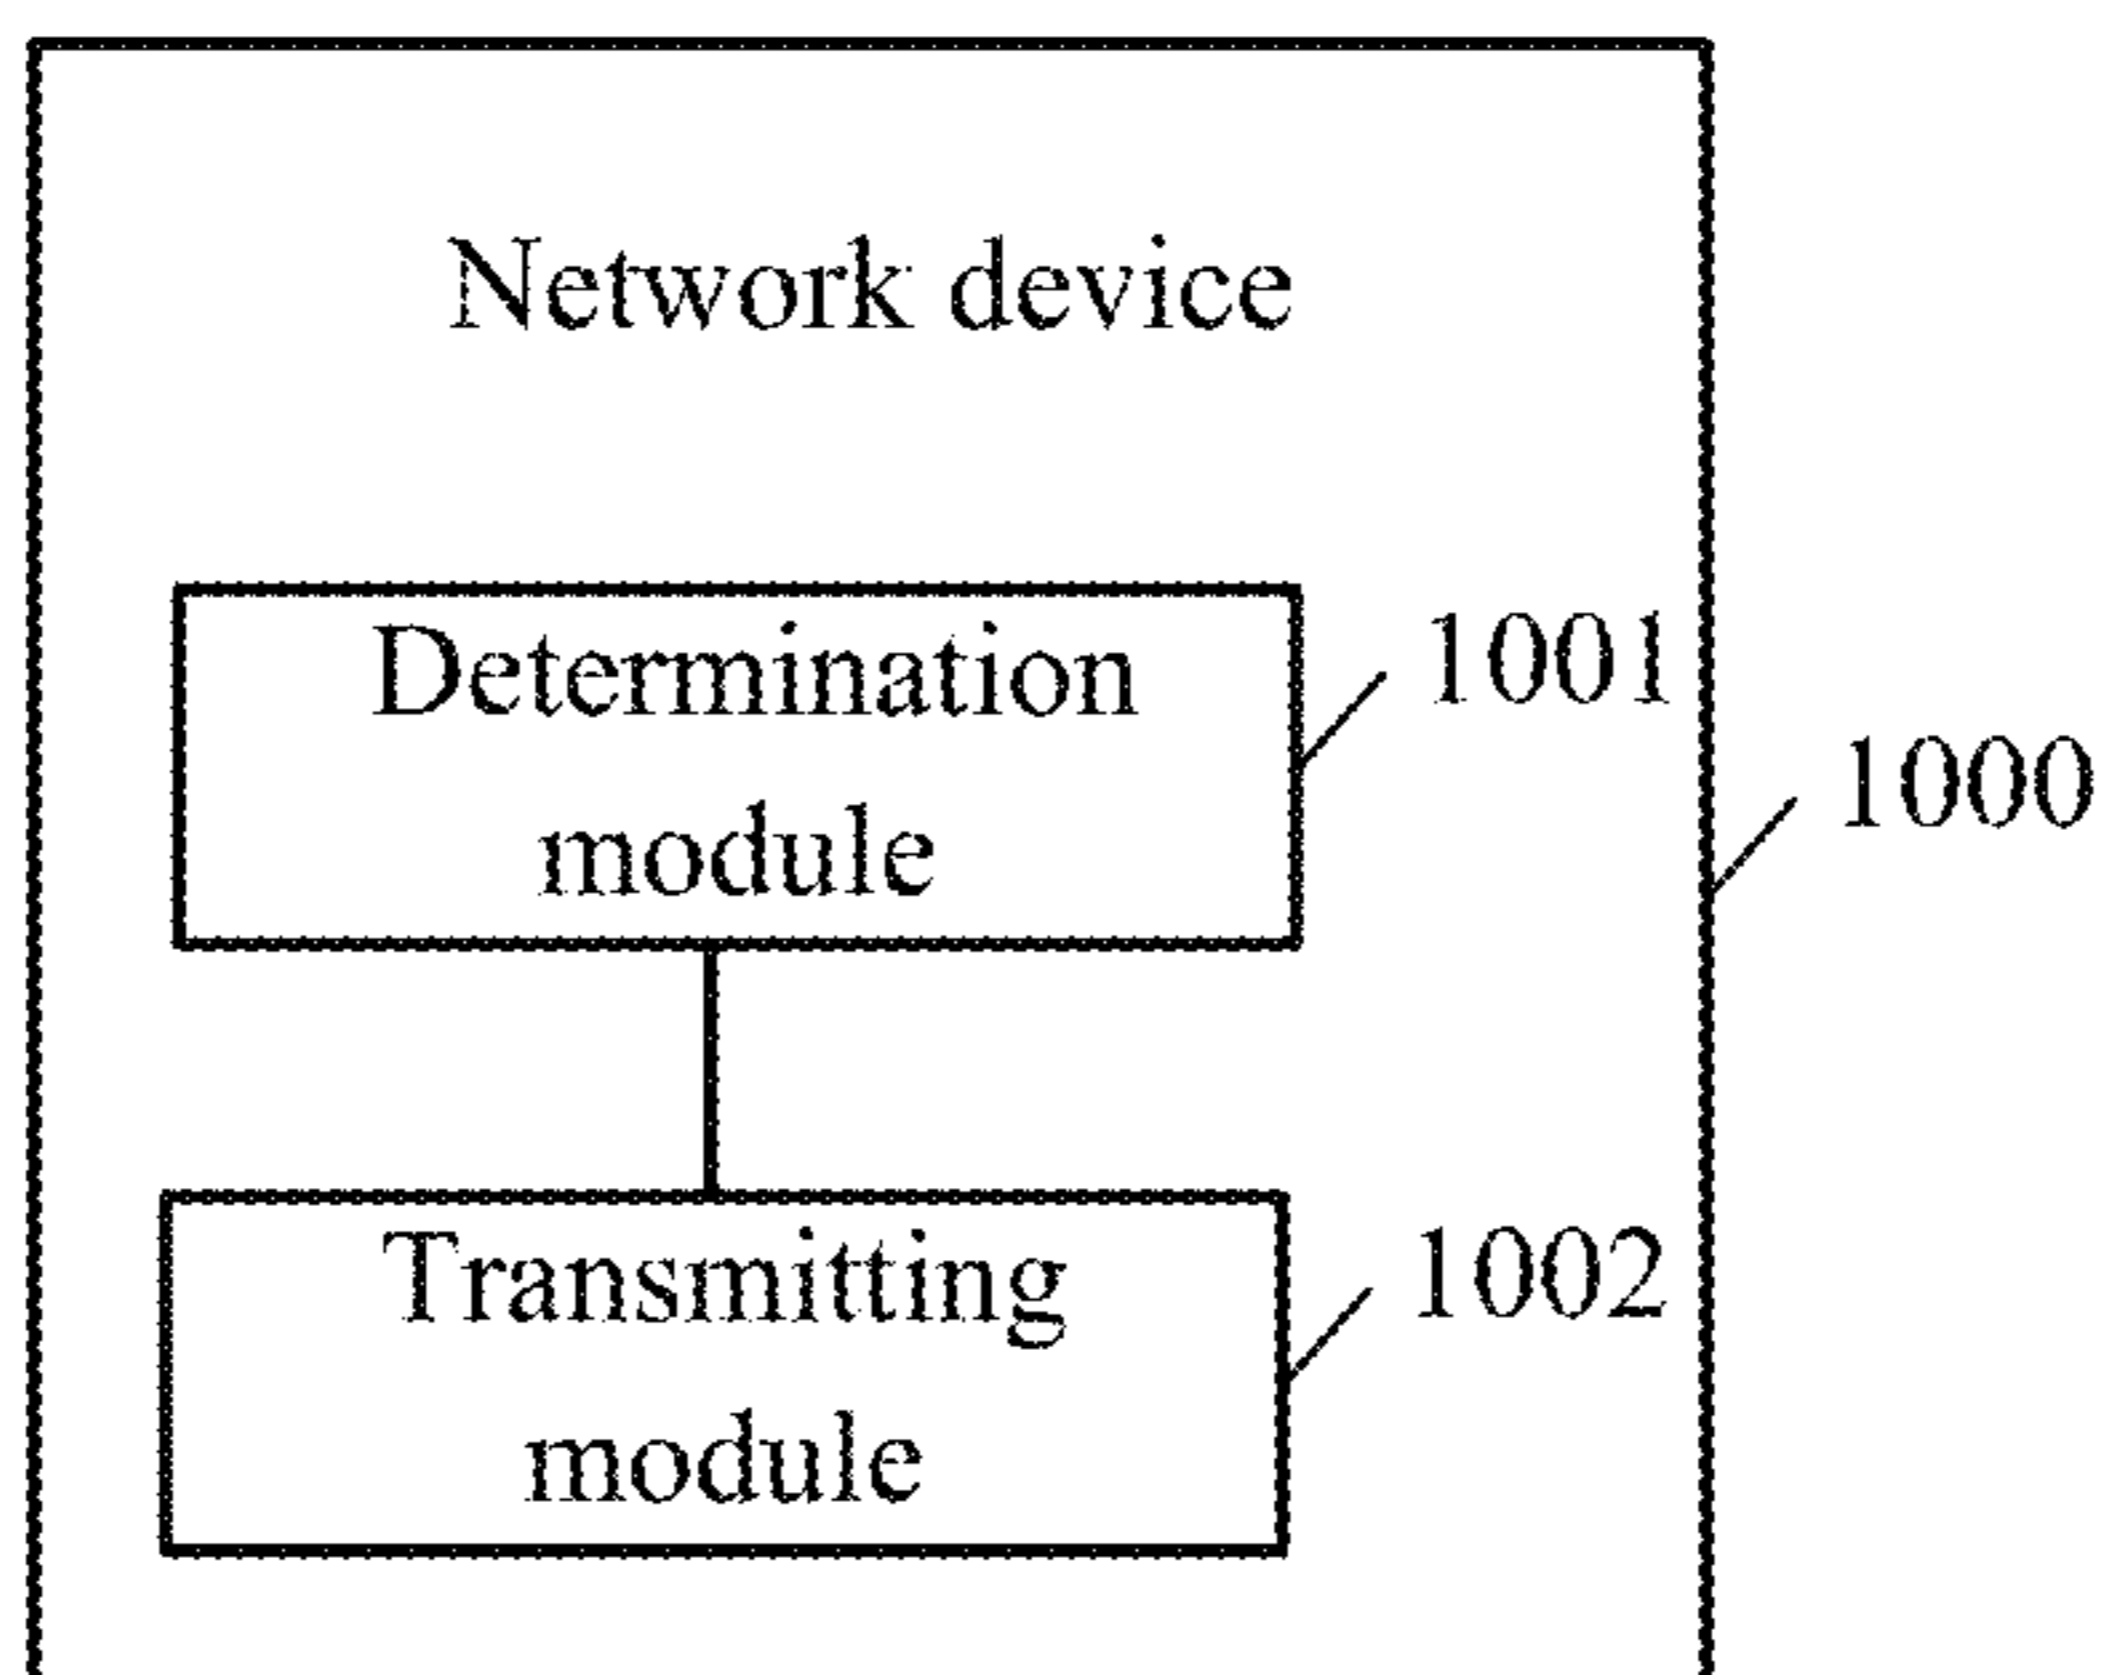 Network device
Determination
module
1001
1000
Transmitting
module
1002